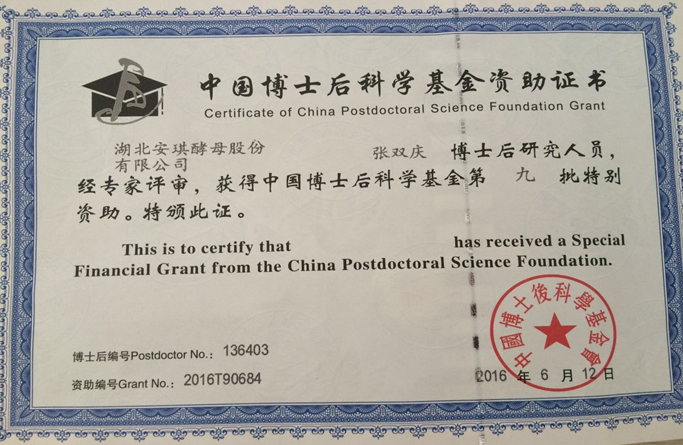 中国博士后科学基金资助证书
Certificate of China Postdoctoral Science Foundation Grant
湖北安琪酵母股份
有限公司 张双庆 博士后研究人员，
经专家评审，获得中国博士后科学基金第 九 批特别
资助。特颁此证。
This is to certify that has received a Special
Financial Grant from the China Postdoctoral Science Foundation.
博士后编号Postdoctor No.： 136403
资助编号Grant No.： 2016T90684
2016 年 6 月 12 日
中國博士後科學基金會